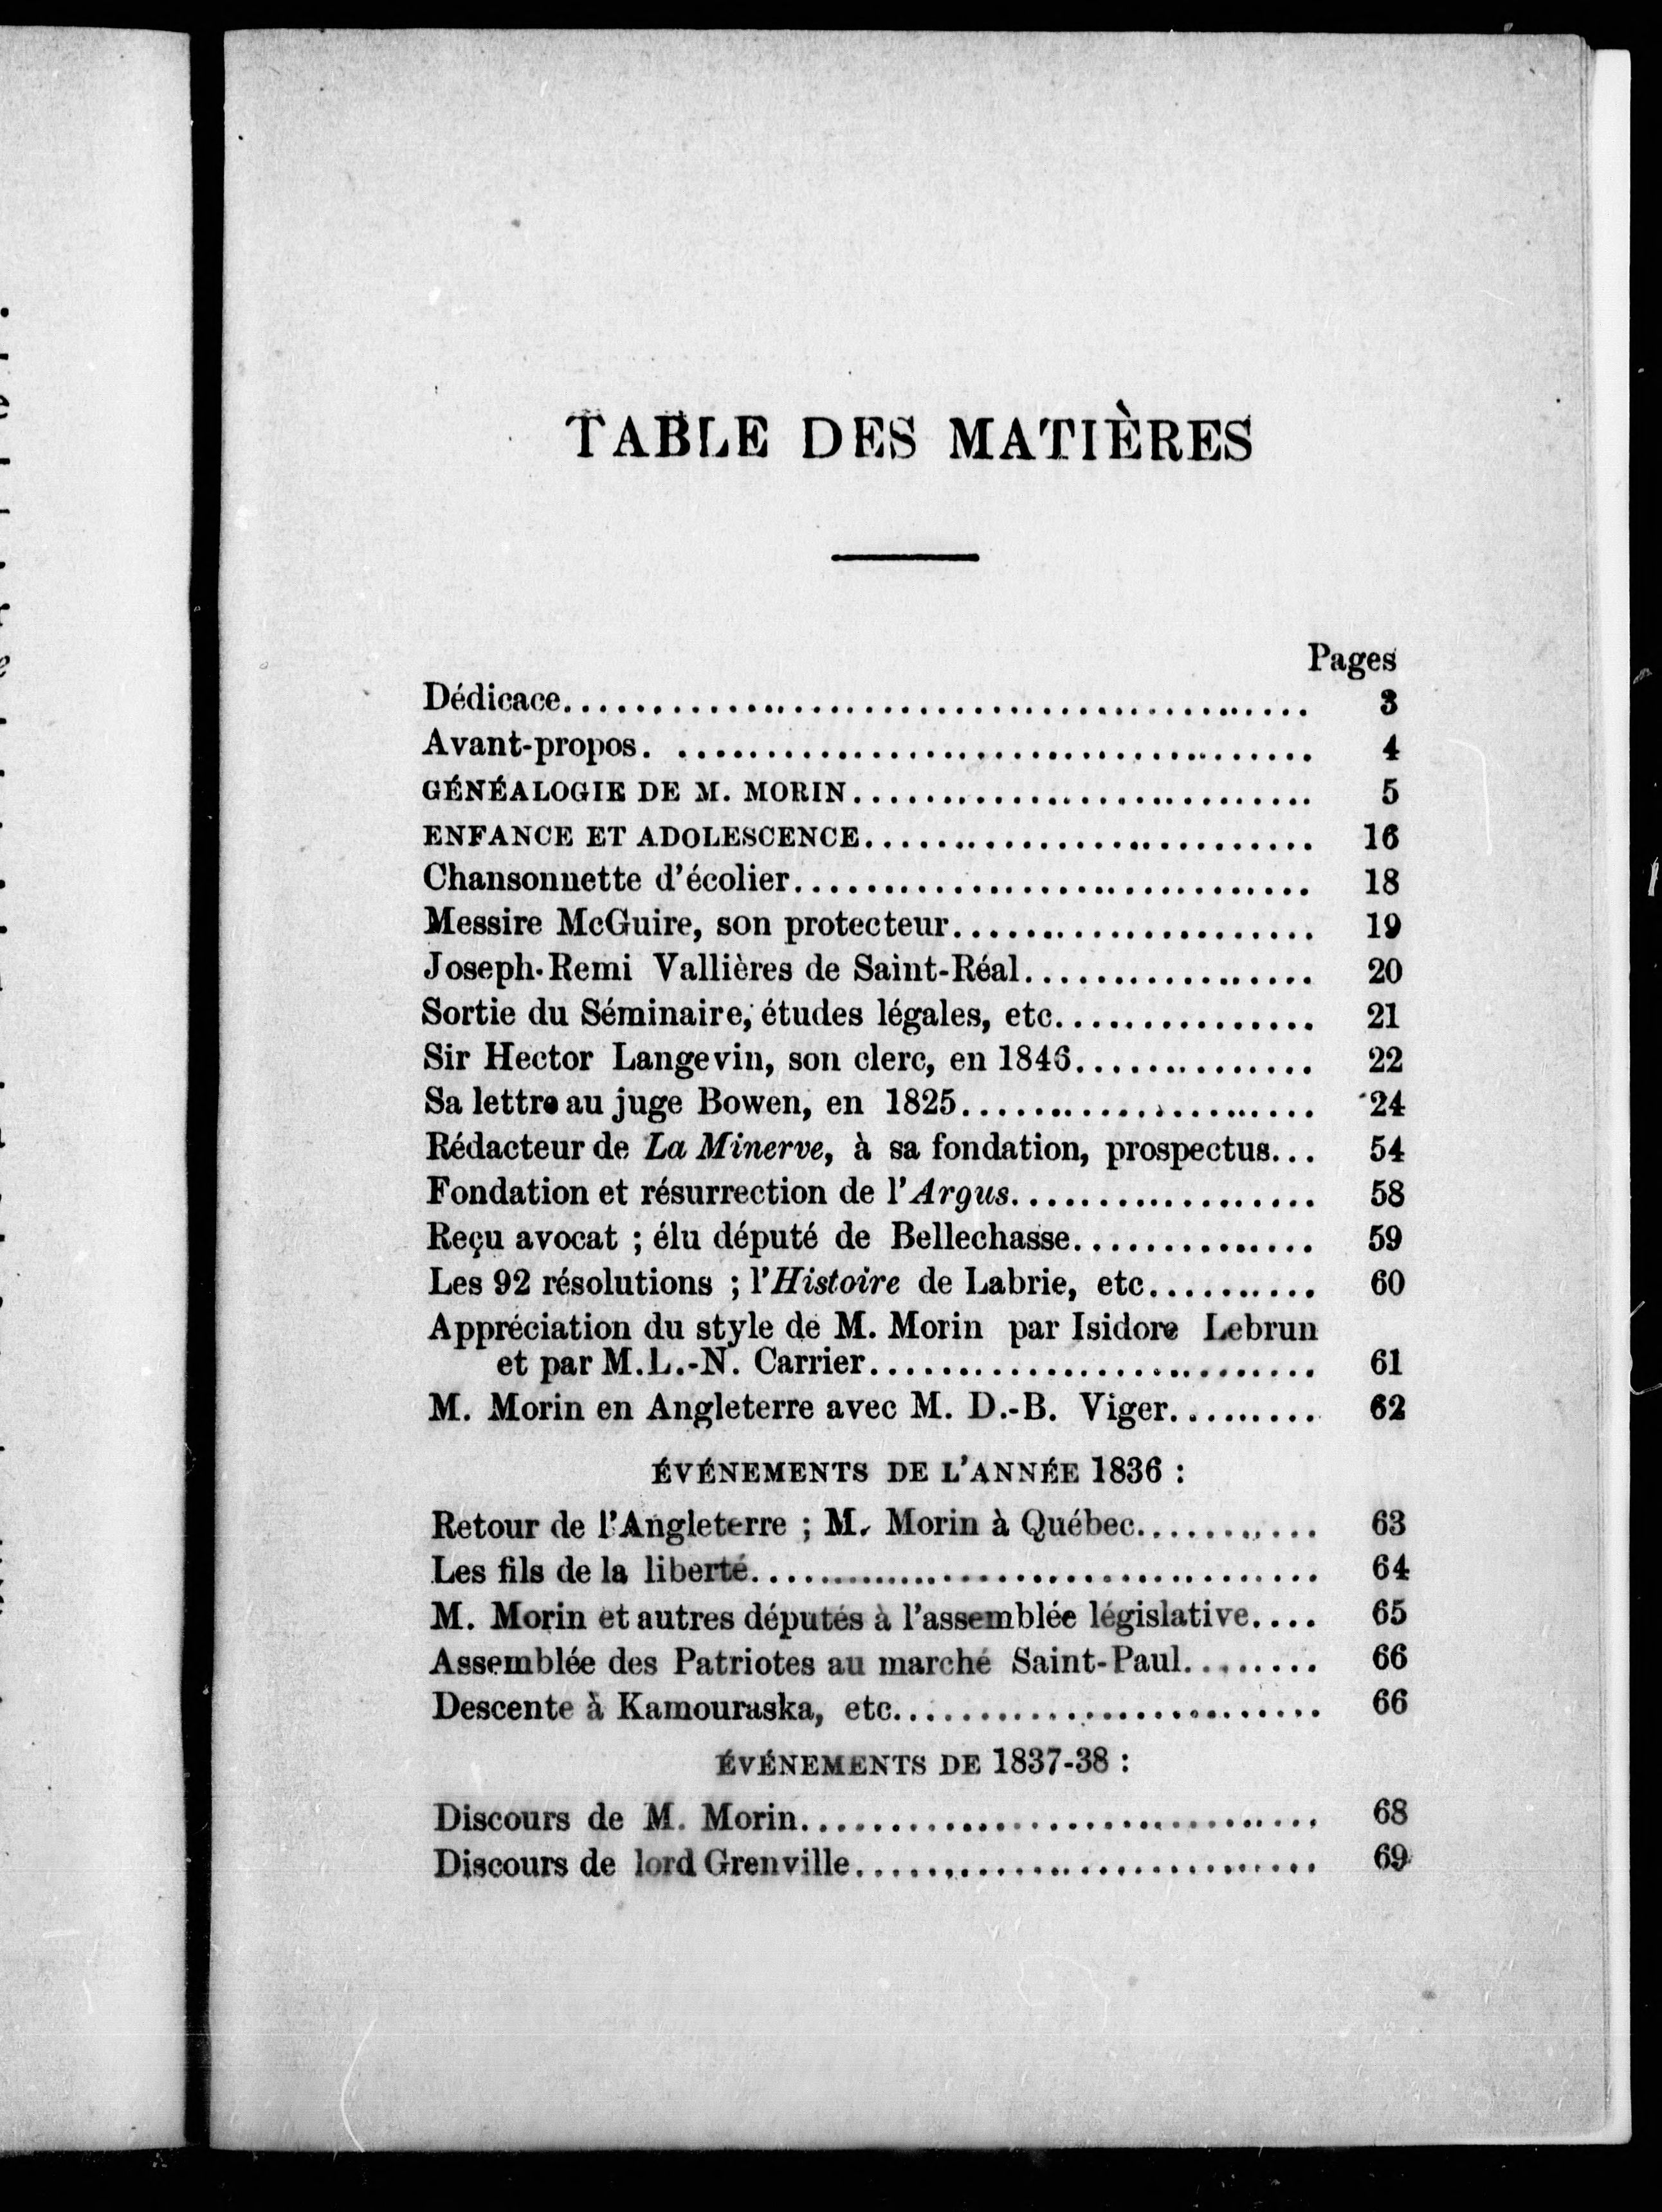 TABLE DES MATIÈRES
Pages
Dédicace.......................................... 3
Avant-propos. .................................... 4
GÉNÉALOGIE DE M. MORIN.......................... 5
ENFANCE ET ADOLESCENCE.......................... 16
Chansonnette d'écolier.............................. 18
Messire McGuire, son protecteur..................... 19
Joseph-Remi Vallières de Saint-Réal................. 20
Sortie du Séminaire, études légales, etc............... 21
Sir Hector Langevin, son clerc, en 1846.............. 22
Sa lettre au juge Bowen, en 1825.................... 24
Rédacteur de La Minerve, à sa fondation, prospectus... 54
Fondation et résurrection de l'Argus.................. 58
Reçu avocat ; élu député de Bellechasse.............. 59
Les 92 résolutions ; l'Histoire de Labrie, etc.......... 60
Appréciation du style de M. Morin par Isidore Lebrun
et par M.L.-N. Carrier.......................... 61
M. Morin en Angleterre avec M. D.-B. Viger......... 62
ÉVÉNEMENTS DE L'ANNÉE 1836 :
Retour de l'Angleterre ; M. Morin à Québec........... 63
Les fils de la liberté.................................. 64
M. Morin et autres députés à l'assemblée législative.... 65
Assemblée des Patriotes au marché Saint-Paul........ 66
Descente à Kamouraska, etc......................... 66
ÉVÉNEMENTS DE 1837-38 :
Discours de M. Morin.............................. 68
Discours de lord Grenville........................... 69